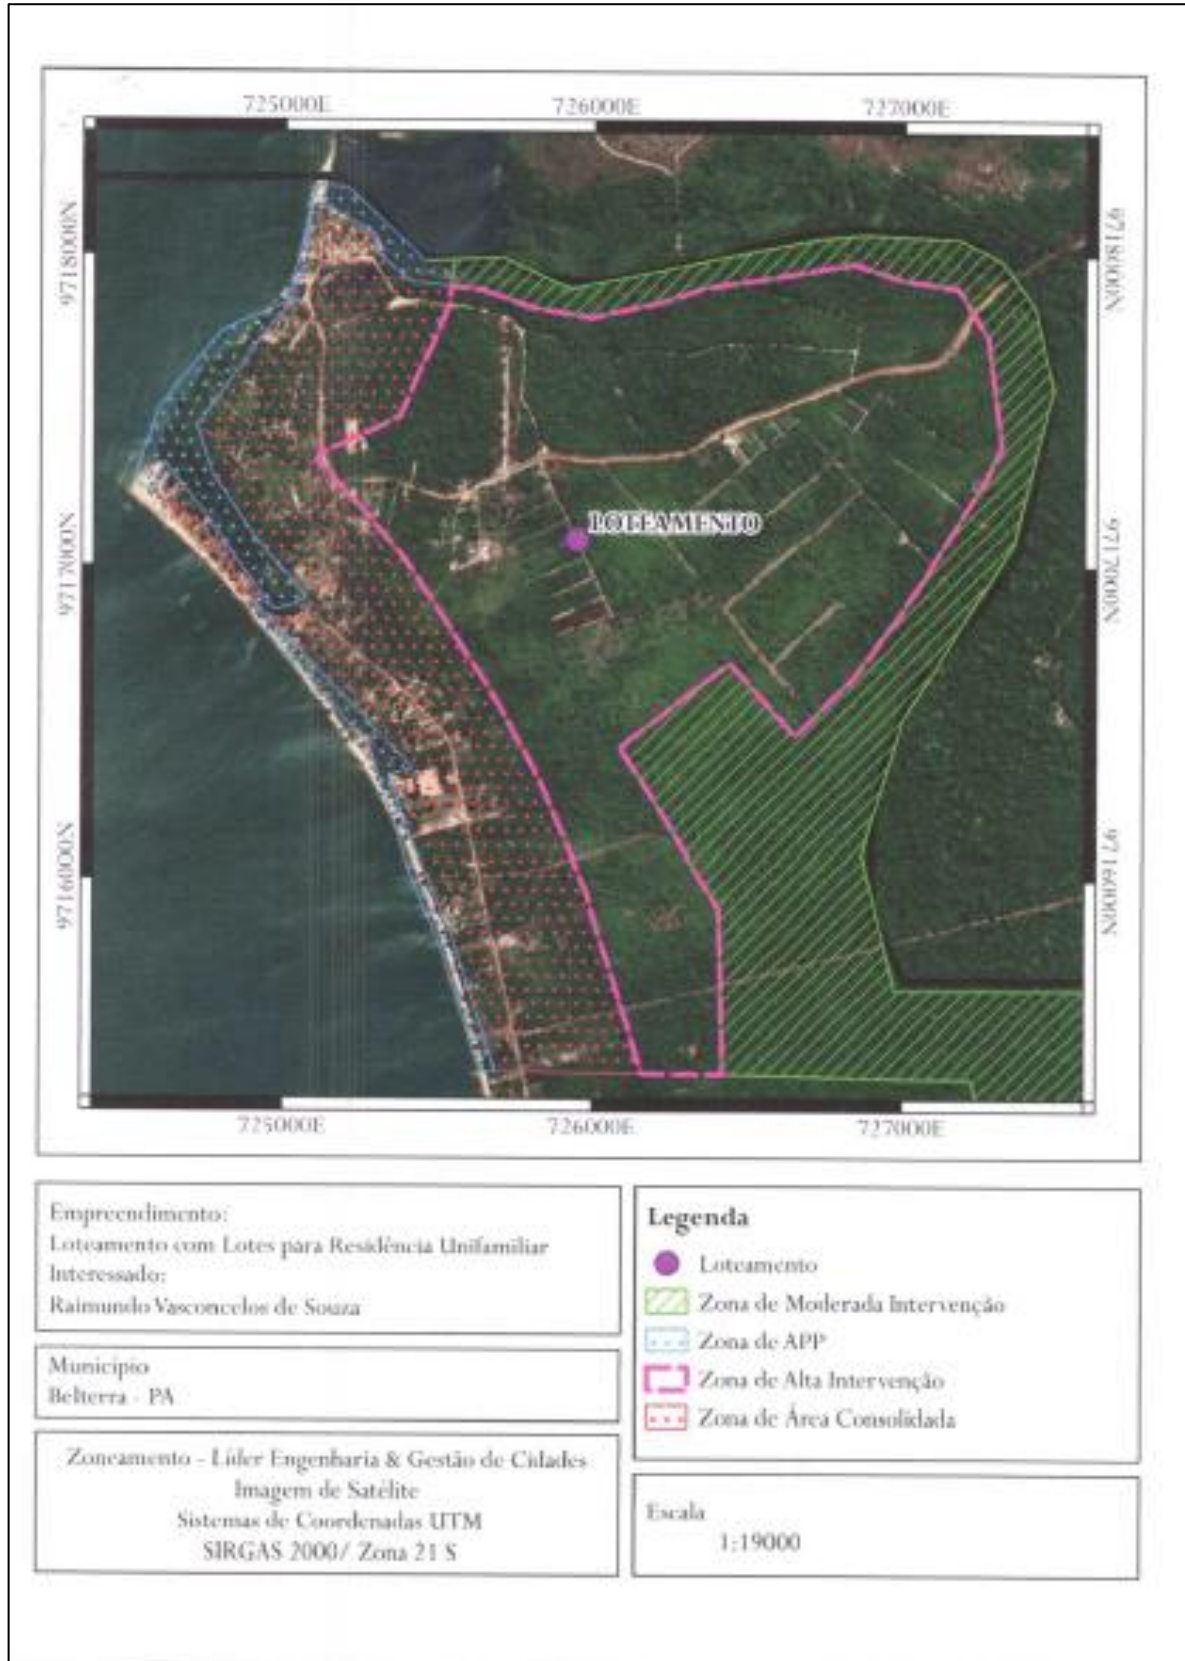 725000E 726000E 727000E
9718000N
9718000N
LOTEAMENTO
9717000N
9717000N
9716000N
9716000N
725000E 726000E 727000E
Empreendimento:
Loteamento com Lotes para Residência Unifamiliar
Interessado:
Raimundo Vasconcelos de Souza
Município
Belterra - PA
Zoneamento - Líder Engenharia & Gestão de Cidades
Imagem de Satélite
Sistemas de Coordenadas UTM
SIRGAS 2000/ Zona 21 S
Legenda
Loteamento
Zona de Moderada Intervenção
Zona de APP
Zona de Alta Intervenção
Zona de Área Consolidada
Escala
1:19000